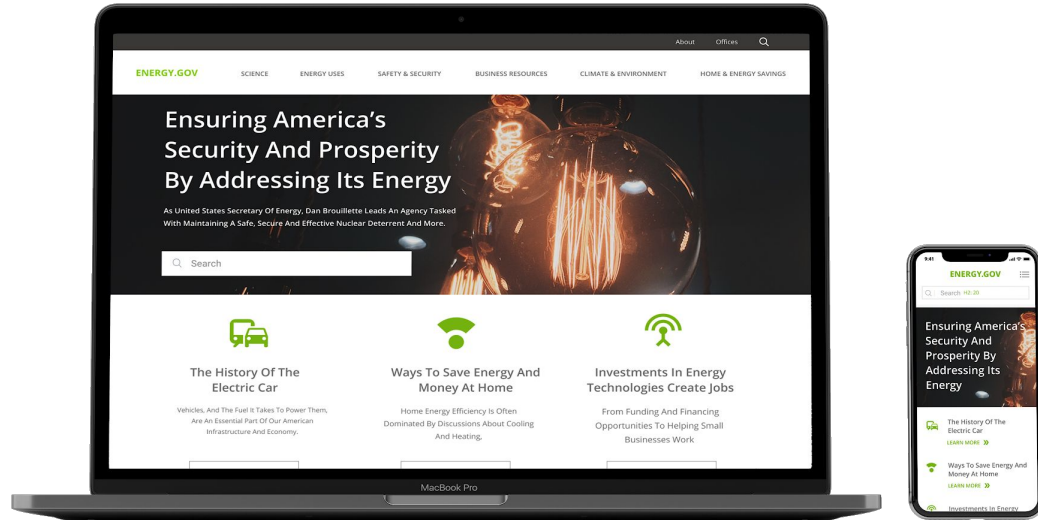 About Offices
ENERGY.GOV SCIENCE ENERGY USES SAFETY & SECURITY BUSINESS RESOURCES CLIMATE & ENVIRONMENT HOME & ENERGY SAVINGS
Ensuring America's
Security And Prosperity
By Addressing Its Energy
As United States Secretary Of Energy, Dan Brouillette Leads An Agency Tasked
With Maintaining A Safe, Secure And Effective Nuclear Deterrent And More.
Search
The History Of The
Electric Car
Vehicles, And The Fuel It Takes To Power Them,
Are An Essential Part Of Our American
Infrastructure And Economy.
Ways To Save Energy And
Money At Home
Home Energy Efficiency Is Often
Dominated By Discussions About Cooling
And Heating,
Investments In Energy
Technologies Create Jobs
From Funding And Financing
Opportunities To Helping Small
Businesses Work
MacBook Pro
9:41
ENERGY.GOV
Search H2:20
Ensuring America's
Security And
Prosperity By
Addressing Its
Energy
The History Of The
Electric Car
LEARN MORE
Ways To Save Energy And
Money At Home
LEARN MORE
Investments In Energy